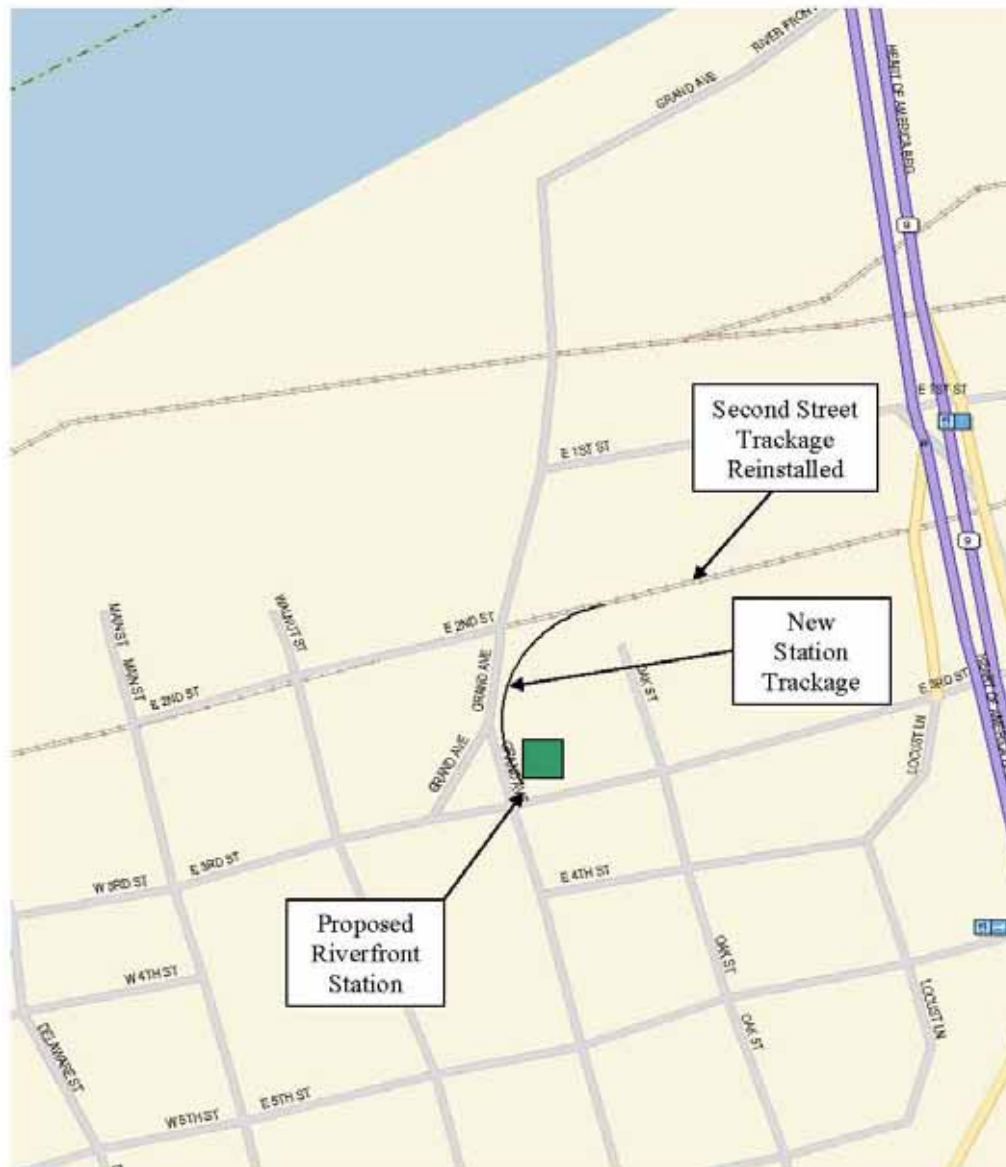 RIVER FRONT
GRAND AVE
HEART OF AMERICA BRG
9
E 1ST ST
Second Street
Trackage
Reinstalled
E 1ST ST
9
MAIN ST
MAIN ST
WALNUT ST
E 2ND ST
E 2ND ST
GRAND AVE
New
Station
Trackage
OAK ST
E 3RD ST
GRAND AVE
GRAND AVE
LOCUST LN
W 3RD ST
E 3RD ST
E 4TH ST
Proposed
Riverfront
Station
W 4TH ST
OAK ST
OAK ST
LOCUST LN
DELAWARE ST
W 5TH ST
E 5TH ST